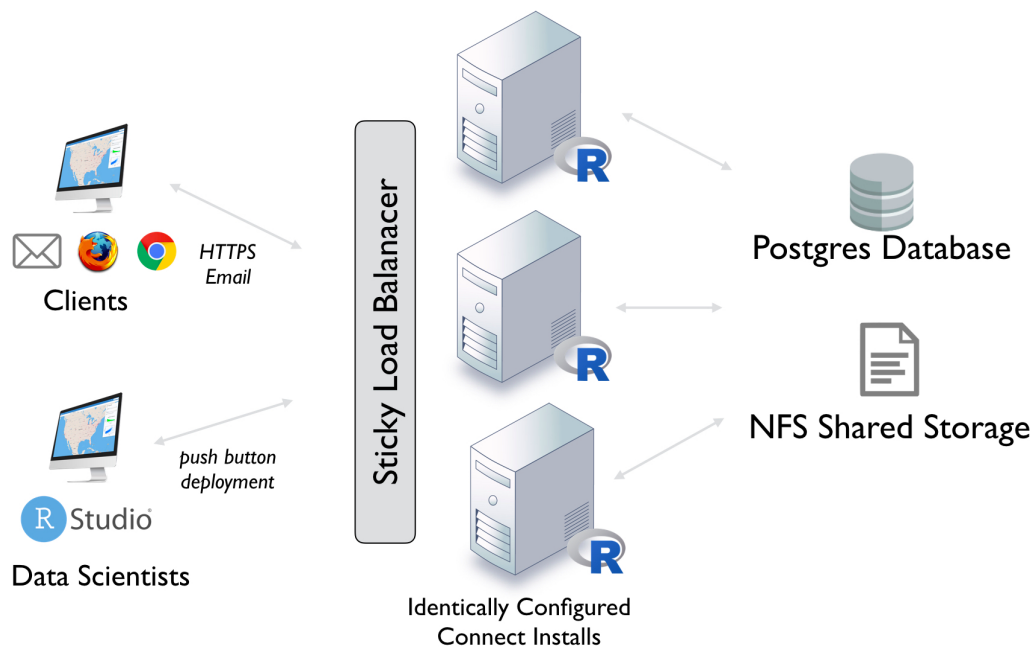 HTTPS
Email
Clients
push button
deployment
R Studio
Data Scientists
Sticky Load Balanacer
R
R
R
Identically Configured
Connect Installs
Postgres Database
NFS Shared Storage